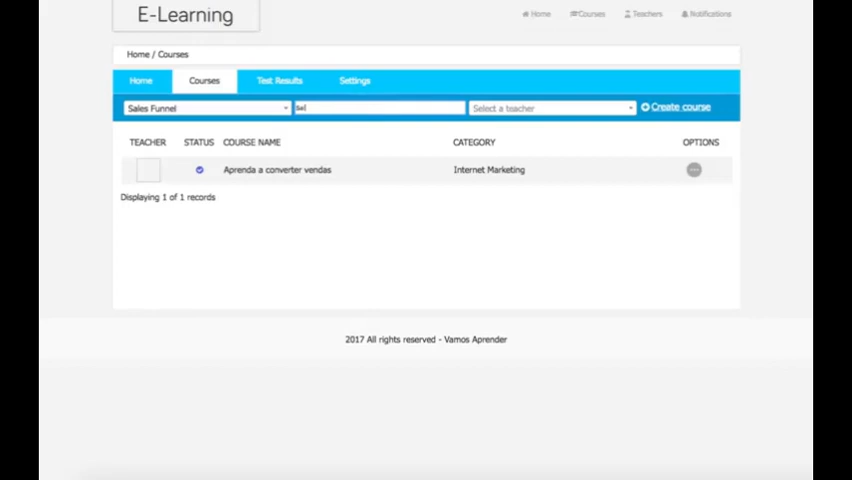 E-Learning
Home Courses Teachers Notifications
Home / Courses
Home Courses Test Results Settings
Sales Funnel Sel Select a teacher Create course
TEACHER STATUS COURSE NAME CATEGORY OPTIONS
Aprenda a converter vendas Internet Marketing
Displaying 1 of 1 records
2017 All rights reserved - Vamos Aprender